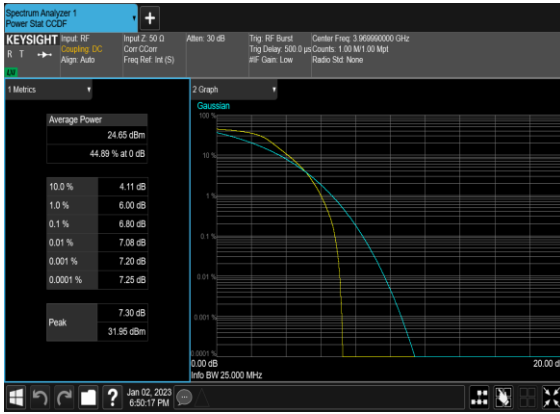 Spectrum Analyzer 1
Power Stat CCDF
KEYSIGHT
R T
Input: RF
Coupling: DC
Align: Auto
Input Z: 50 Ω
Corr CCorr
Freq Ref: Int (S)
Atten: 30 dB
Trig: RF Burst
Trig Delay: 500.0 µs
#IF Gain: Low
Center Freq: 3.969990000 GHz
Counts: 1.00 M/1.00 Mpt
Radio Std: None
1 Metrics
Average Power
24.65 dBm
44.89 % at 0 dB
10.0 % 4.11 dB
1.0 % 6.00 dB
0.1 % 6.80 dB
0.01 % 7.08 dB
0.001 % 7.20 dB
0.0001 % 7.25 dB
Peak
7.30 dB
31.95 dBm
2 Graph
Gaussian
100 %
10 %
1 %
0.1 %
0.01 %
0.001 %
0.0001 %
0.00 dB
20.00 d
Info BW 25.000 MHz
Jan 02, 2023
6:50:17 PM